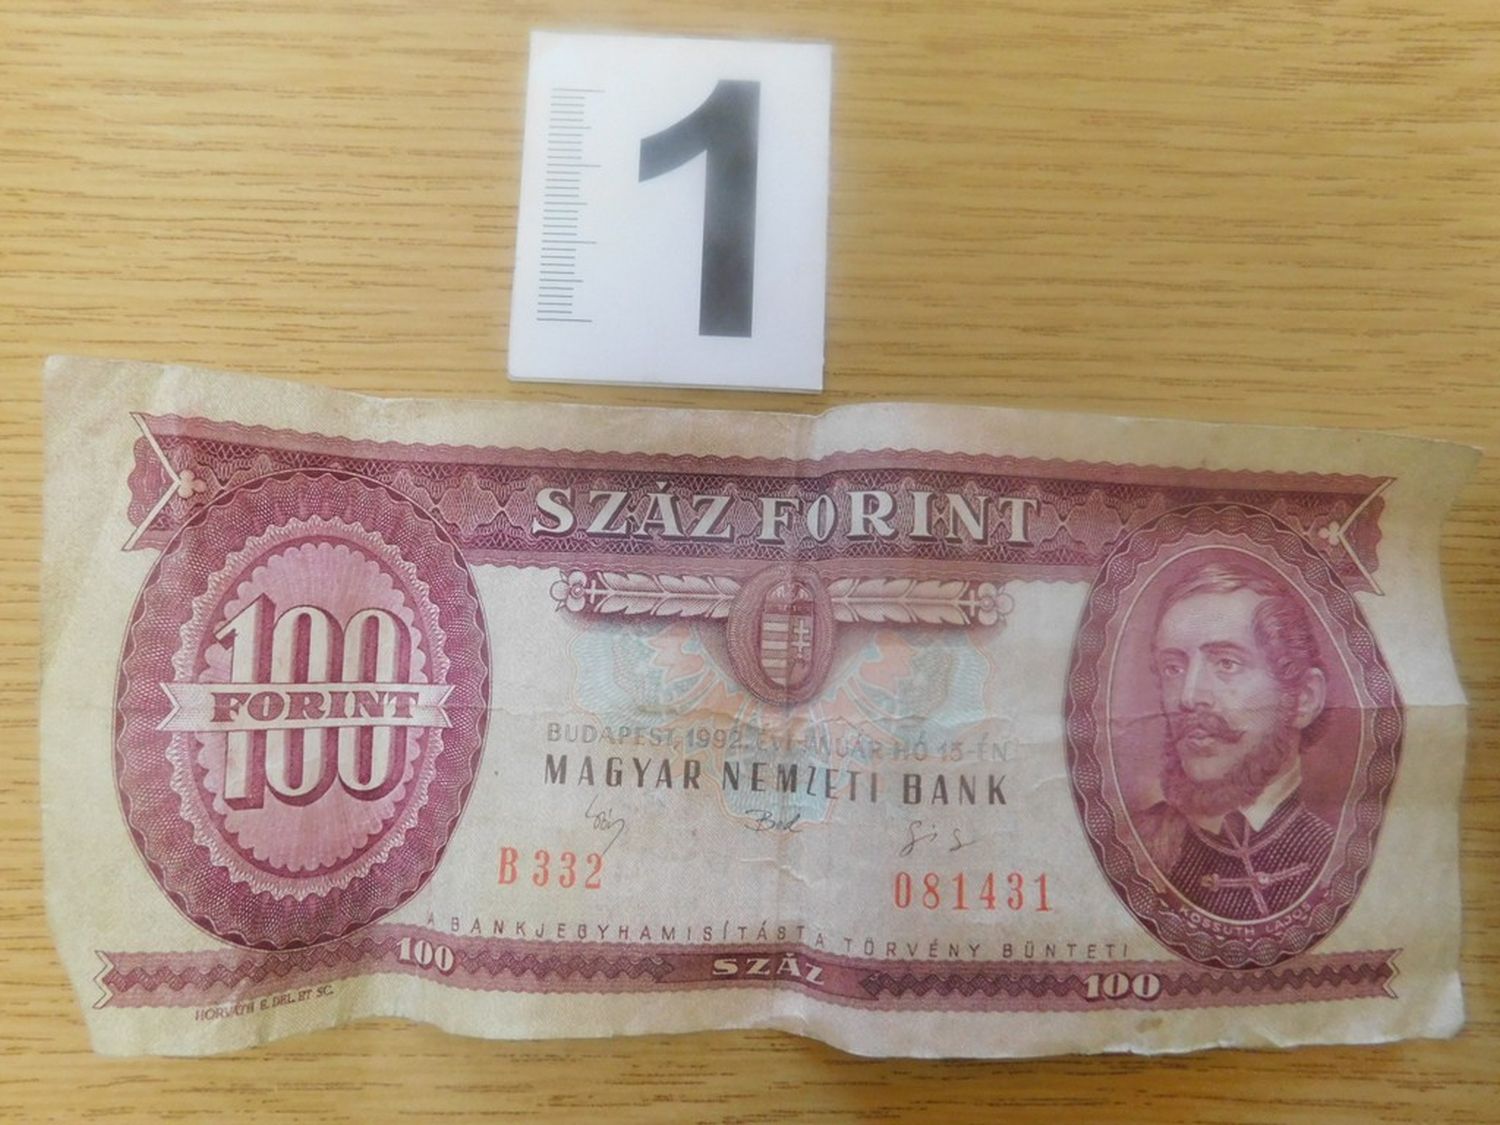 1
SZÁZ FORINT
100
FORINT
BUDAPEST, 1992. ÉVI JANUÁR HÓ 15-ÉN
MAGYAR NEMZETI BANK
B 332
081431
A BANKJEGYHAMISÍTÁST A TÖRVÉNY BÜNTETI
KOSSUTH LAJOS
100
SZÁZ
100
HORVÁTH E. DEL. ET SC.